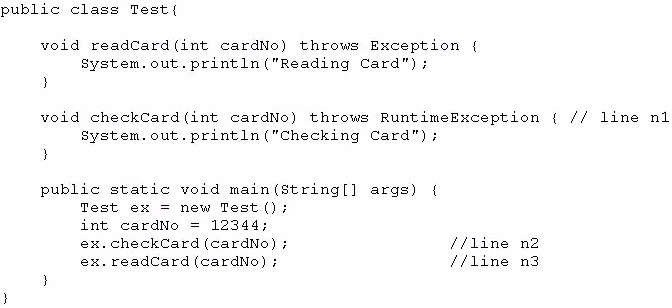 public class Test{
    void readCard(int cardNo) throws Exception {
        System.out.println("Reading Card");
    }
    void checkCard(int cardNo) throws RuntimeException { // line n1
        System.out.println("Checking Card");
    }
    public static void main(String[] args) {
        Test ex = new Test();
        int cardNo = 12344;
        ex.checkCard(cardNo);                //line n2
        ex.readCard(cardNo);                 //line n3
    }
}